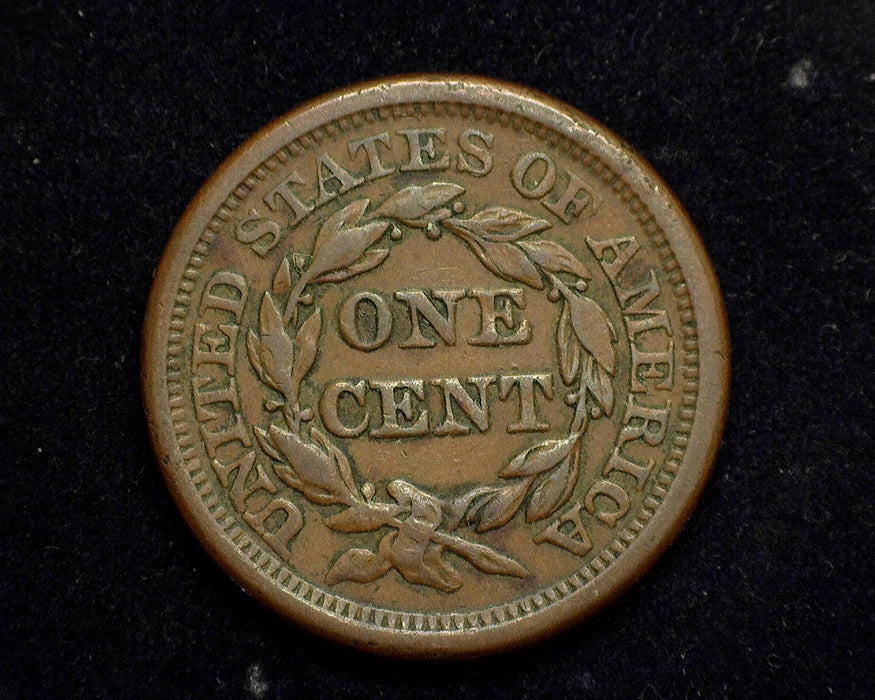 UNITED STATES OF AMERICA
ONE
CENT